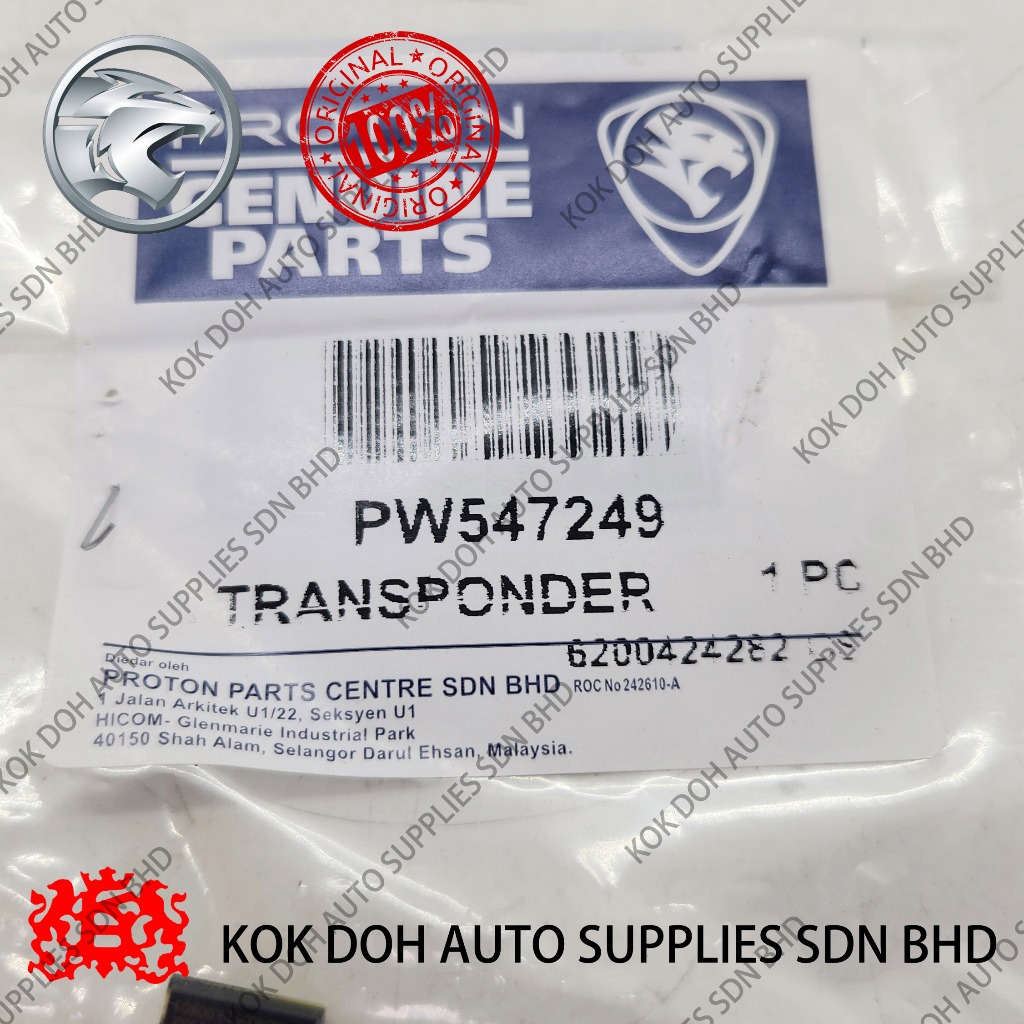 ORIGINAL ORIGINAL
100%
ORIGINAL ORIGINAL
GENUINE
PARTS
PW547249
TRANSPONDER 1 PC
6200424282
Diedar oleh
PROTON PARTS CENTRE SDN BHD ROC No 242610-A
1 Jalan Arkitek U1/22, Seksyen U1
HICOM- Glenmarie Industrial Park
40150 Shah Alam, Selangor Darul Ehsan, Malaysia.
KOK DOH AUTO SUPPLIES SDN BHD